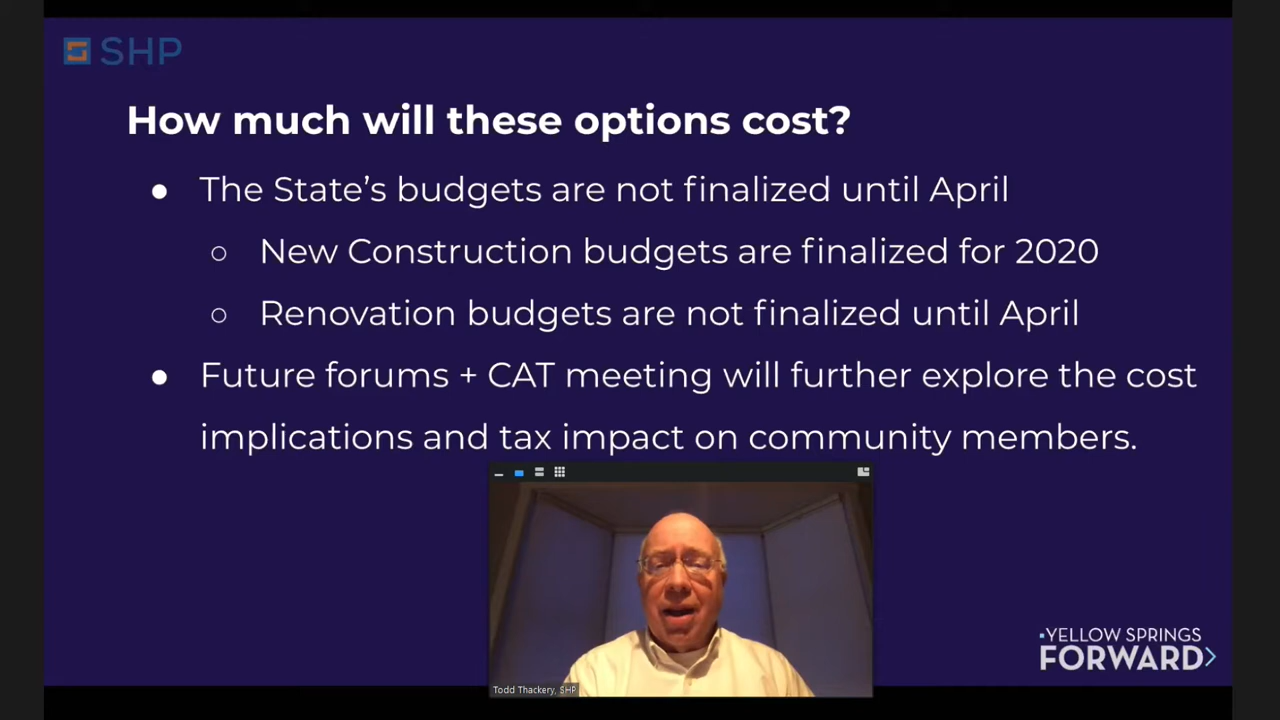 SHP
How much will these options cost?
● The State’s budgets are not finalized until April
○ New Construction budgets are finalized for 2020
○ Renovation budgets are not finalized until April
● Future forums + CAT meeting will further explore the cost
implications and tax impact on community members.
Todd Thackery, SHP
YELLOW SPRINGS
FORWARD